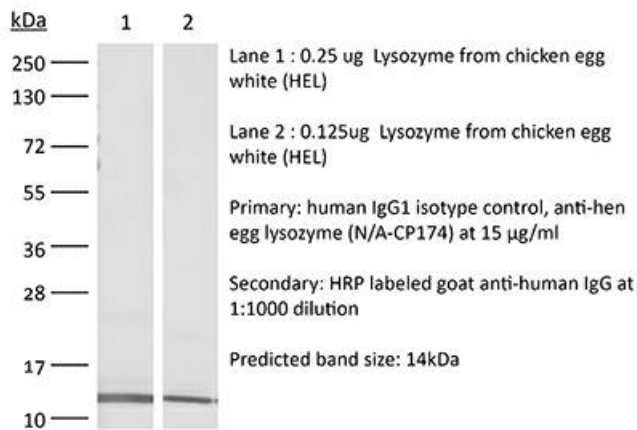 kDa
1 2
250
130
72
55
36
28
17
10
Lane 1 : 0.25 ug Lysozyme from chicken egg
white (HEL)
Lane 2 : 0.125ug Lysozyme from chicken egg
white (HEL)
Primary: human IgG1 isotype control, anti-hen
egg lysozyme (N/A-CP174) at 15 µg/ml
Secondary: HRP labeled goat anti-human IgG at
1:1000 dilution
Predicted band size: 14kDa